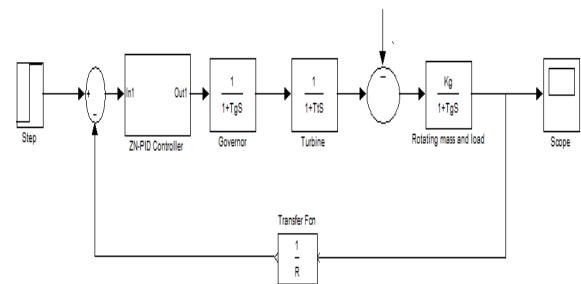 Step
+
−
In1
Out1
ZN-PID Controller
1
1+TgS
Governor
1
1+TtS
Turbine
−
Kg
1+TgS
Rotating mass and load
Scope
Transfer Fcn
1
R